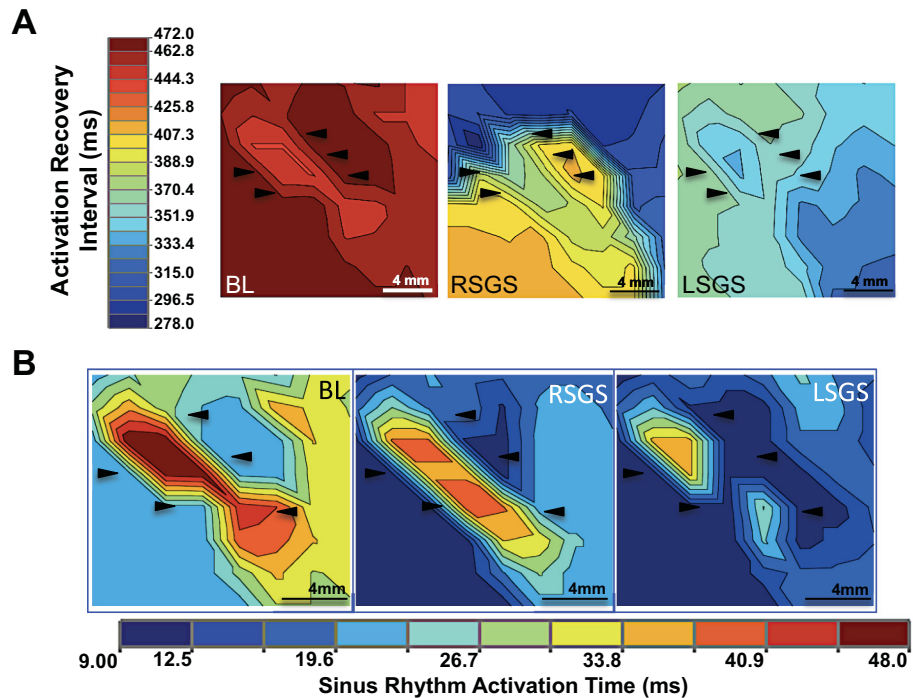 A
Activation Recovery
Interval (ms)
472.0
462.8
444.3
425.8
407.3
388.9
370.4
351.9
333.4
315.0
296.5
278.0
BL
4 mm
RSGS
4 mm
LSGS
4 mm
B
BL
4mm
RSGS
4mm
LSGS
4mm
9.00
12.5
19.6
26.7
33.8
40.9
48.0
Sinus Rhythm Activation Time (ms)